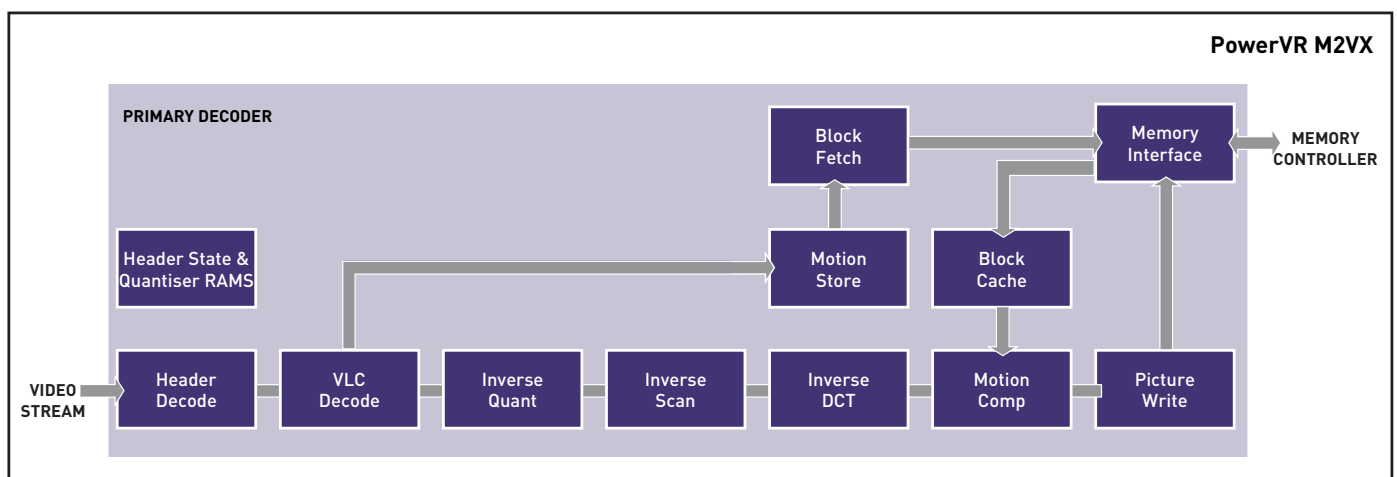 PowerVR M2VX
PRIMARY DECODER
Block
Fetch
Memory
Interface
MEMORY
CONTROLLER
Header State &
Quantiser RAMS
Motion
Store
Block
Cache
VIDEO
STREAM
Header
Decode
VLC
Decode
Inverse
Quant
Inverse
Scan
Inverse
DCT
Motion
Comp
Picture
Write